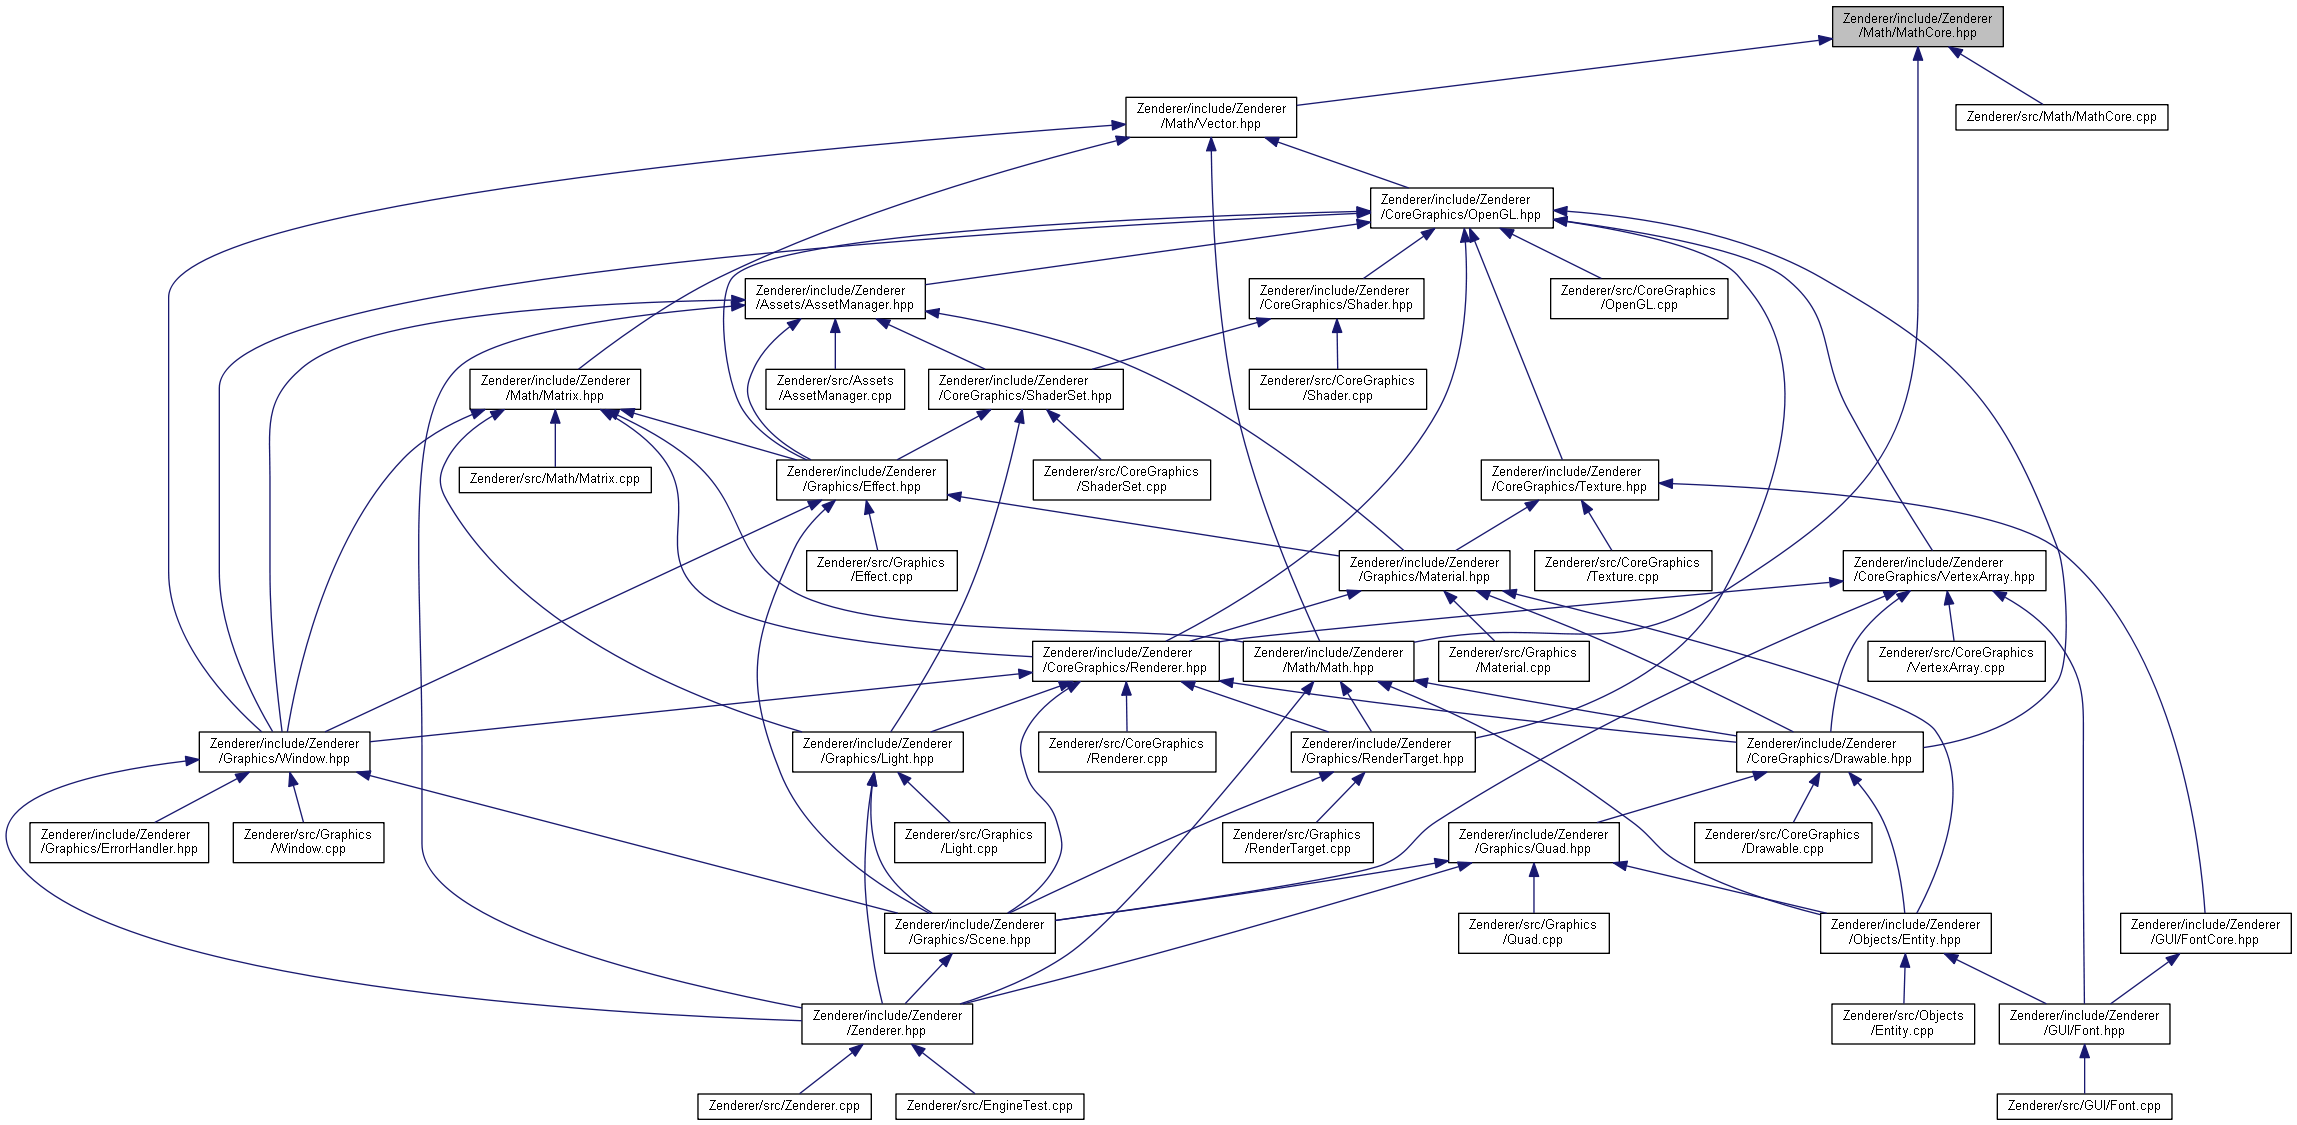 Zenderer/include/Zenderer
/Math/MathCore.hpp
Zenderer/include/Zenderer
/Math/Vector.hpp
Zenderer/src/Math/MathCore.cpp
Zenderer/include/Zenderer
/CoreGraphics/OpenGL.hpp
Zenderer/include/Zenderer
/Assets/AssetManager.hpp
Zenderer/include/Zenderer
/CoreGraphics/Shader.hpp
Zenderer/src/CoreGraphics
/OpenGL.cpp
Zenderer/include/Zenderer
/Math/Matrix.hpp
Zenderer/src/Assets
/AssetManager.cpp
Zenderer/include/Zenderer
/CoreGraphics/ShaderSet.hpp
Zenderer/src/CoreGraphics
/Shader.cpp
Zenderer/src/Math/Matrix.cpp
Zenderer/include/Zenderer
/Graphics/Effect.hpp
Zenderer/src/CoreGraphics
/ShaderSet.cpp
Zenderer/include/Zenderer
/CoreGraphics/Texture.hpp
Zenderer/src/Graphics
/Effect.cpp
Zenderer/include/Zenderer
/Graphics/Material.hpp
Zenderer/src/CoreGraphics
/Texture.cpp
Zenderer/include/Zenderer
/CoreGraphics/VertexArray.hpp
Zenderer/include/Zenderer
/CoreGraphics/Renderer.hpp
Zenderer/include/Zenderer
/Math/Math.hpp
Zenderer/src/Graphics
/Material.cpp
Zenderer/src/CoreGraphics
/VertexArray.cpp
Zenderer/include/Zenderer
/Graphics/Window.hpp
Zenderer/include/Zenderer
/Graphics/Light.hpp
Zenderer/src/CoreGraphics
/Renderer.cpp
Zenderer/include/Zenderer
/Graphics/RenderTarget.hpp
Zenderer/include/Zenderer
/CoreGraphics/Drawable.hpp
Zenderer/include/Zenderer
/Graphics/ErrorHandler.hpp
Zenderer/src/Graphics
/Window.cpp
Zenderer/src/Graphics
/Light.cpp
Zenderer/src/Graphics
/RenderTarget.cpp
Zenderer/include/Zenderer
/Graphics/Quad.hpp
Zenderer/src/CoreGraphics
/Drawable.cpp
Zenderer/include/Zenderer
/Graphics/Scene.hpp
Zenderer/src/Graphics
/Quad.cpp
Zenderer/include/Zenderer
/Objects/Entity.hpp
Zenderer/include/Zenderer
/GUI/FontCore.hpp
Zenderer/include/Zenderer
/Zenderer.hpp
Zenderer/src/Objects
/Entity.cpp
Zenderer/include/Zenderer
/GUI/Font.hpp
Zenderer/src/Zenderer.cpp
Zenderer/src/EngineTest.cpp
Zenderer/src/GUI/Font.cpp